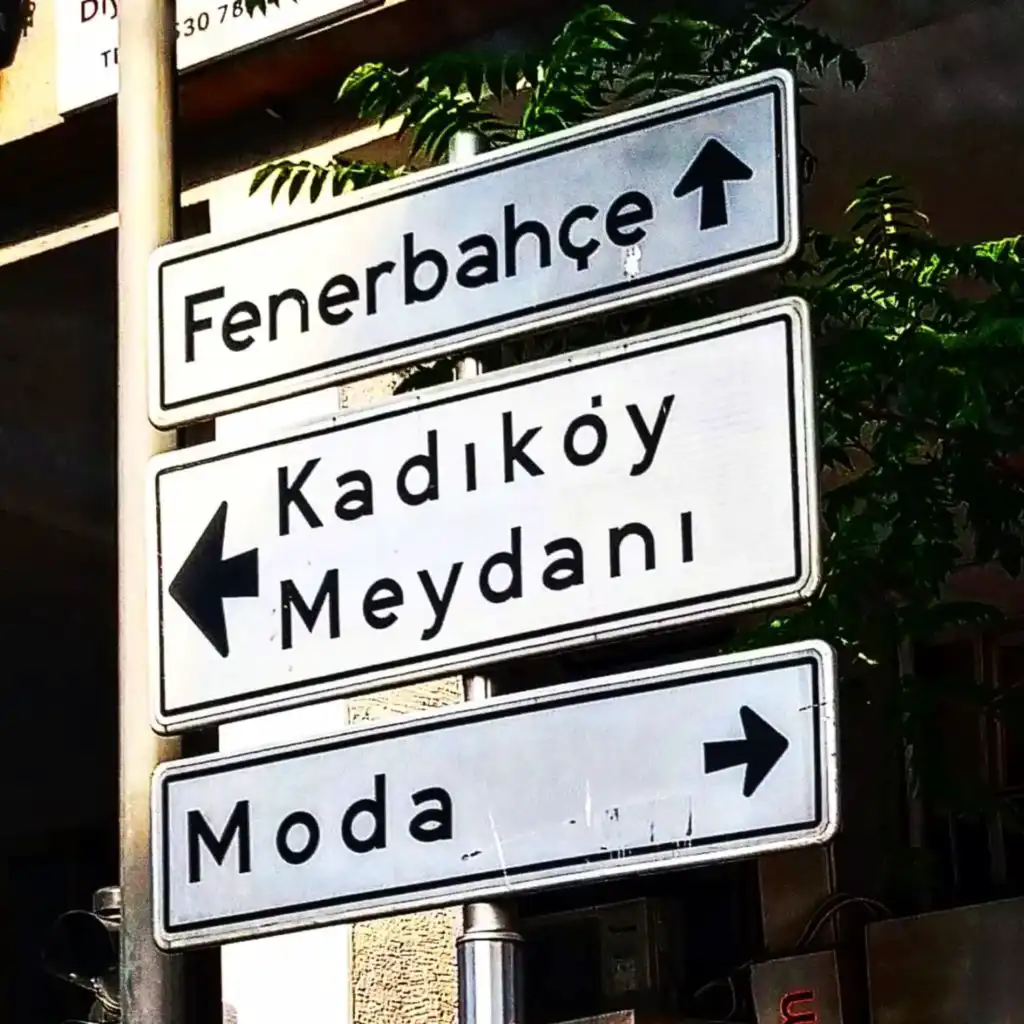 Fenerbahçe
Kadıköy
Meydanı
Moda